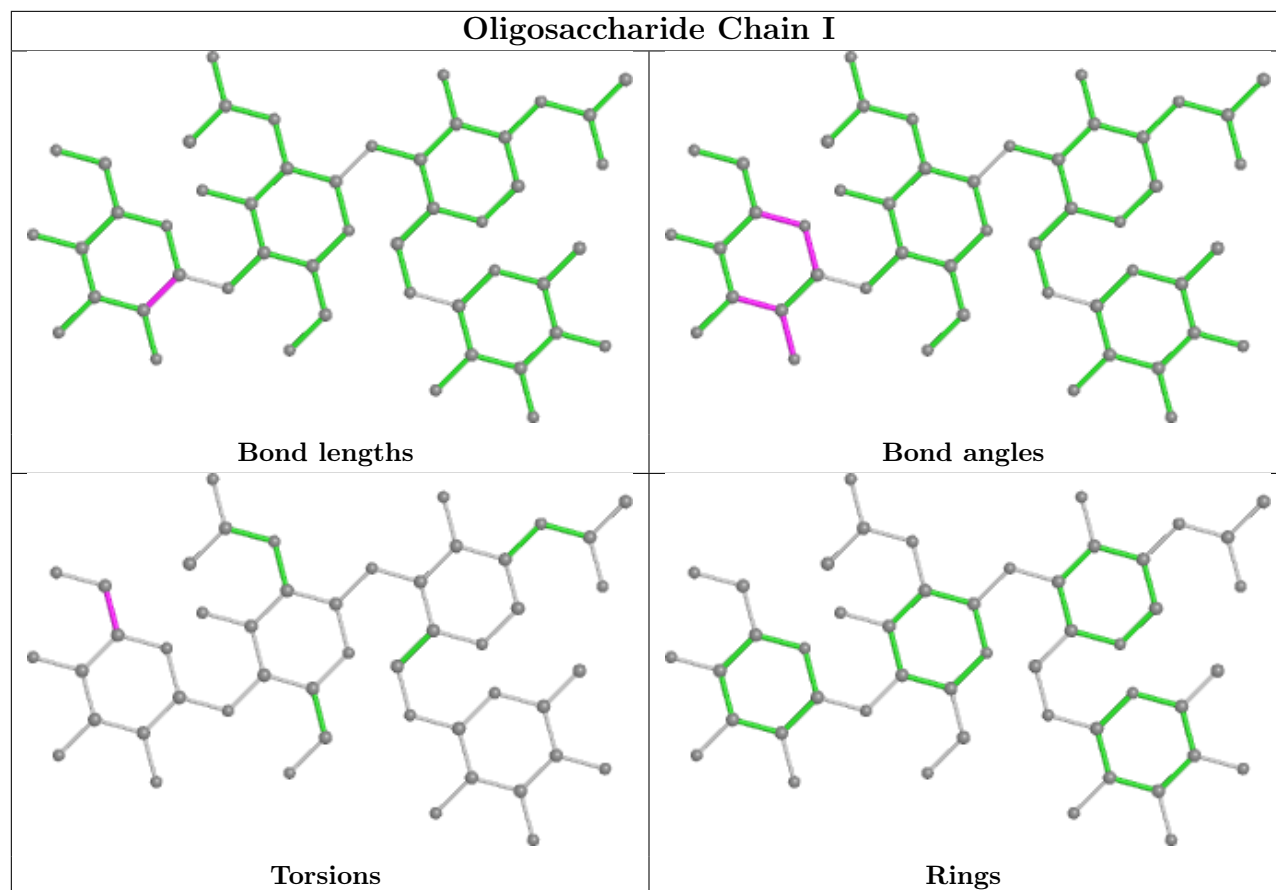 Oligosaccharide Chain I
Bond lengths
Bond angles
Torsions
Rings